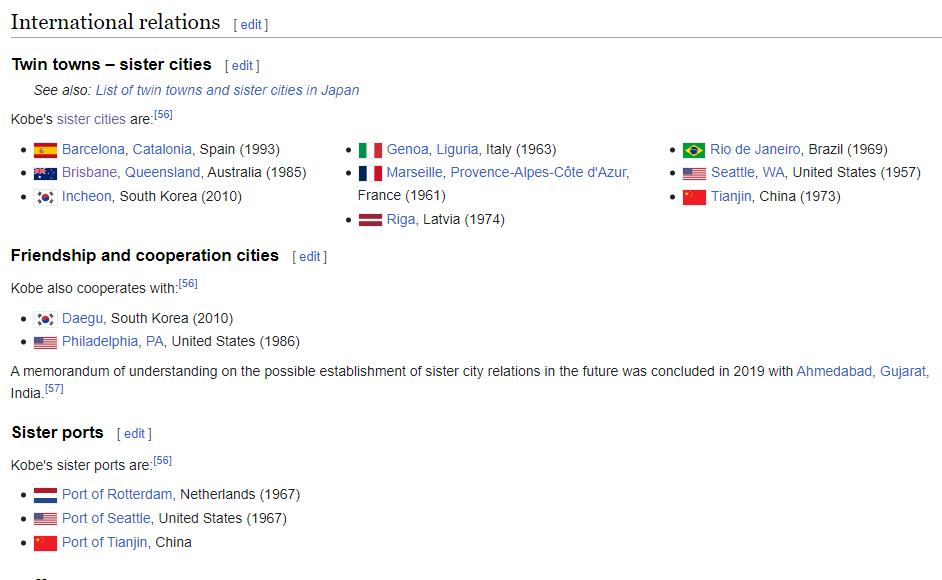 International relations [ edit ]
Twin towns – sister cities [ edit ]
See also: List of twin towns and sister cities in Japan
Kobe's sister cities are:[56]
Barcelona, Catalonia, Spain (1993)
Brisbane, Queensland, Australia (1985)
Incheon, South Korea (2010)
Genoa, Liguria, Italy (1963)
Marseille, Provence-Alpes-Côte d'Azur,
France (1961)
Riga, Latvia (1974)
Rio de Janeiro, Brazil (1969)
Seattle, WA, United States (1957)
Tianjin, China (1973)
Friendship and cooperation cities [ edit ]
Kobe also cooperates with:[56]
Daegu, South Korea (2010)
Philadelphia, PA, United States (1986)
A memorandum of understanding on the possible establishment of sister city relations in the future was concluded in 2019 with Ahmedabad, Gujarat,
India.[57]
Sister ports [ edit ]
Kobe's sister ports are:[56]
Port of Rotterdam, Netherlands (1967)
Port of Seattle, United States (1967)
Port of Tianjin, China